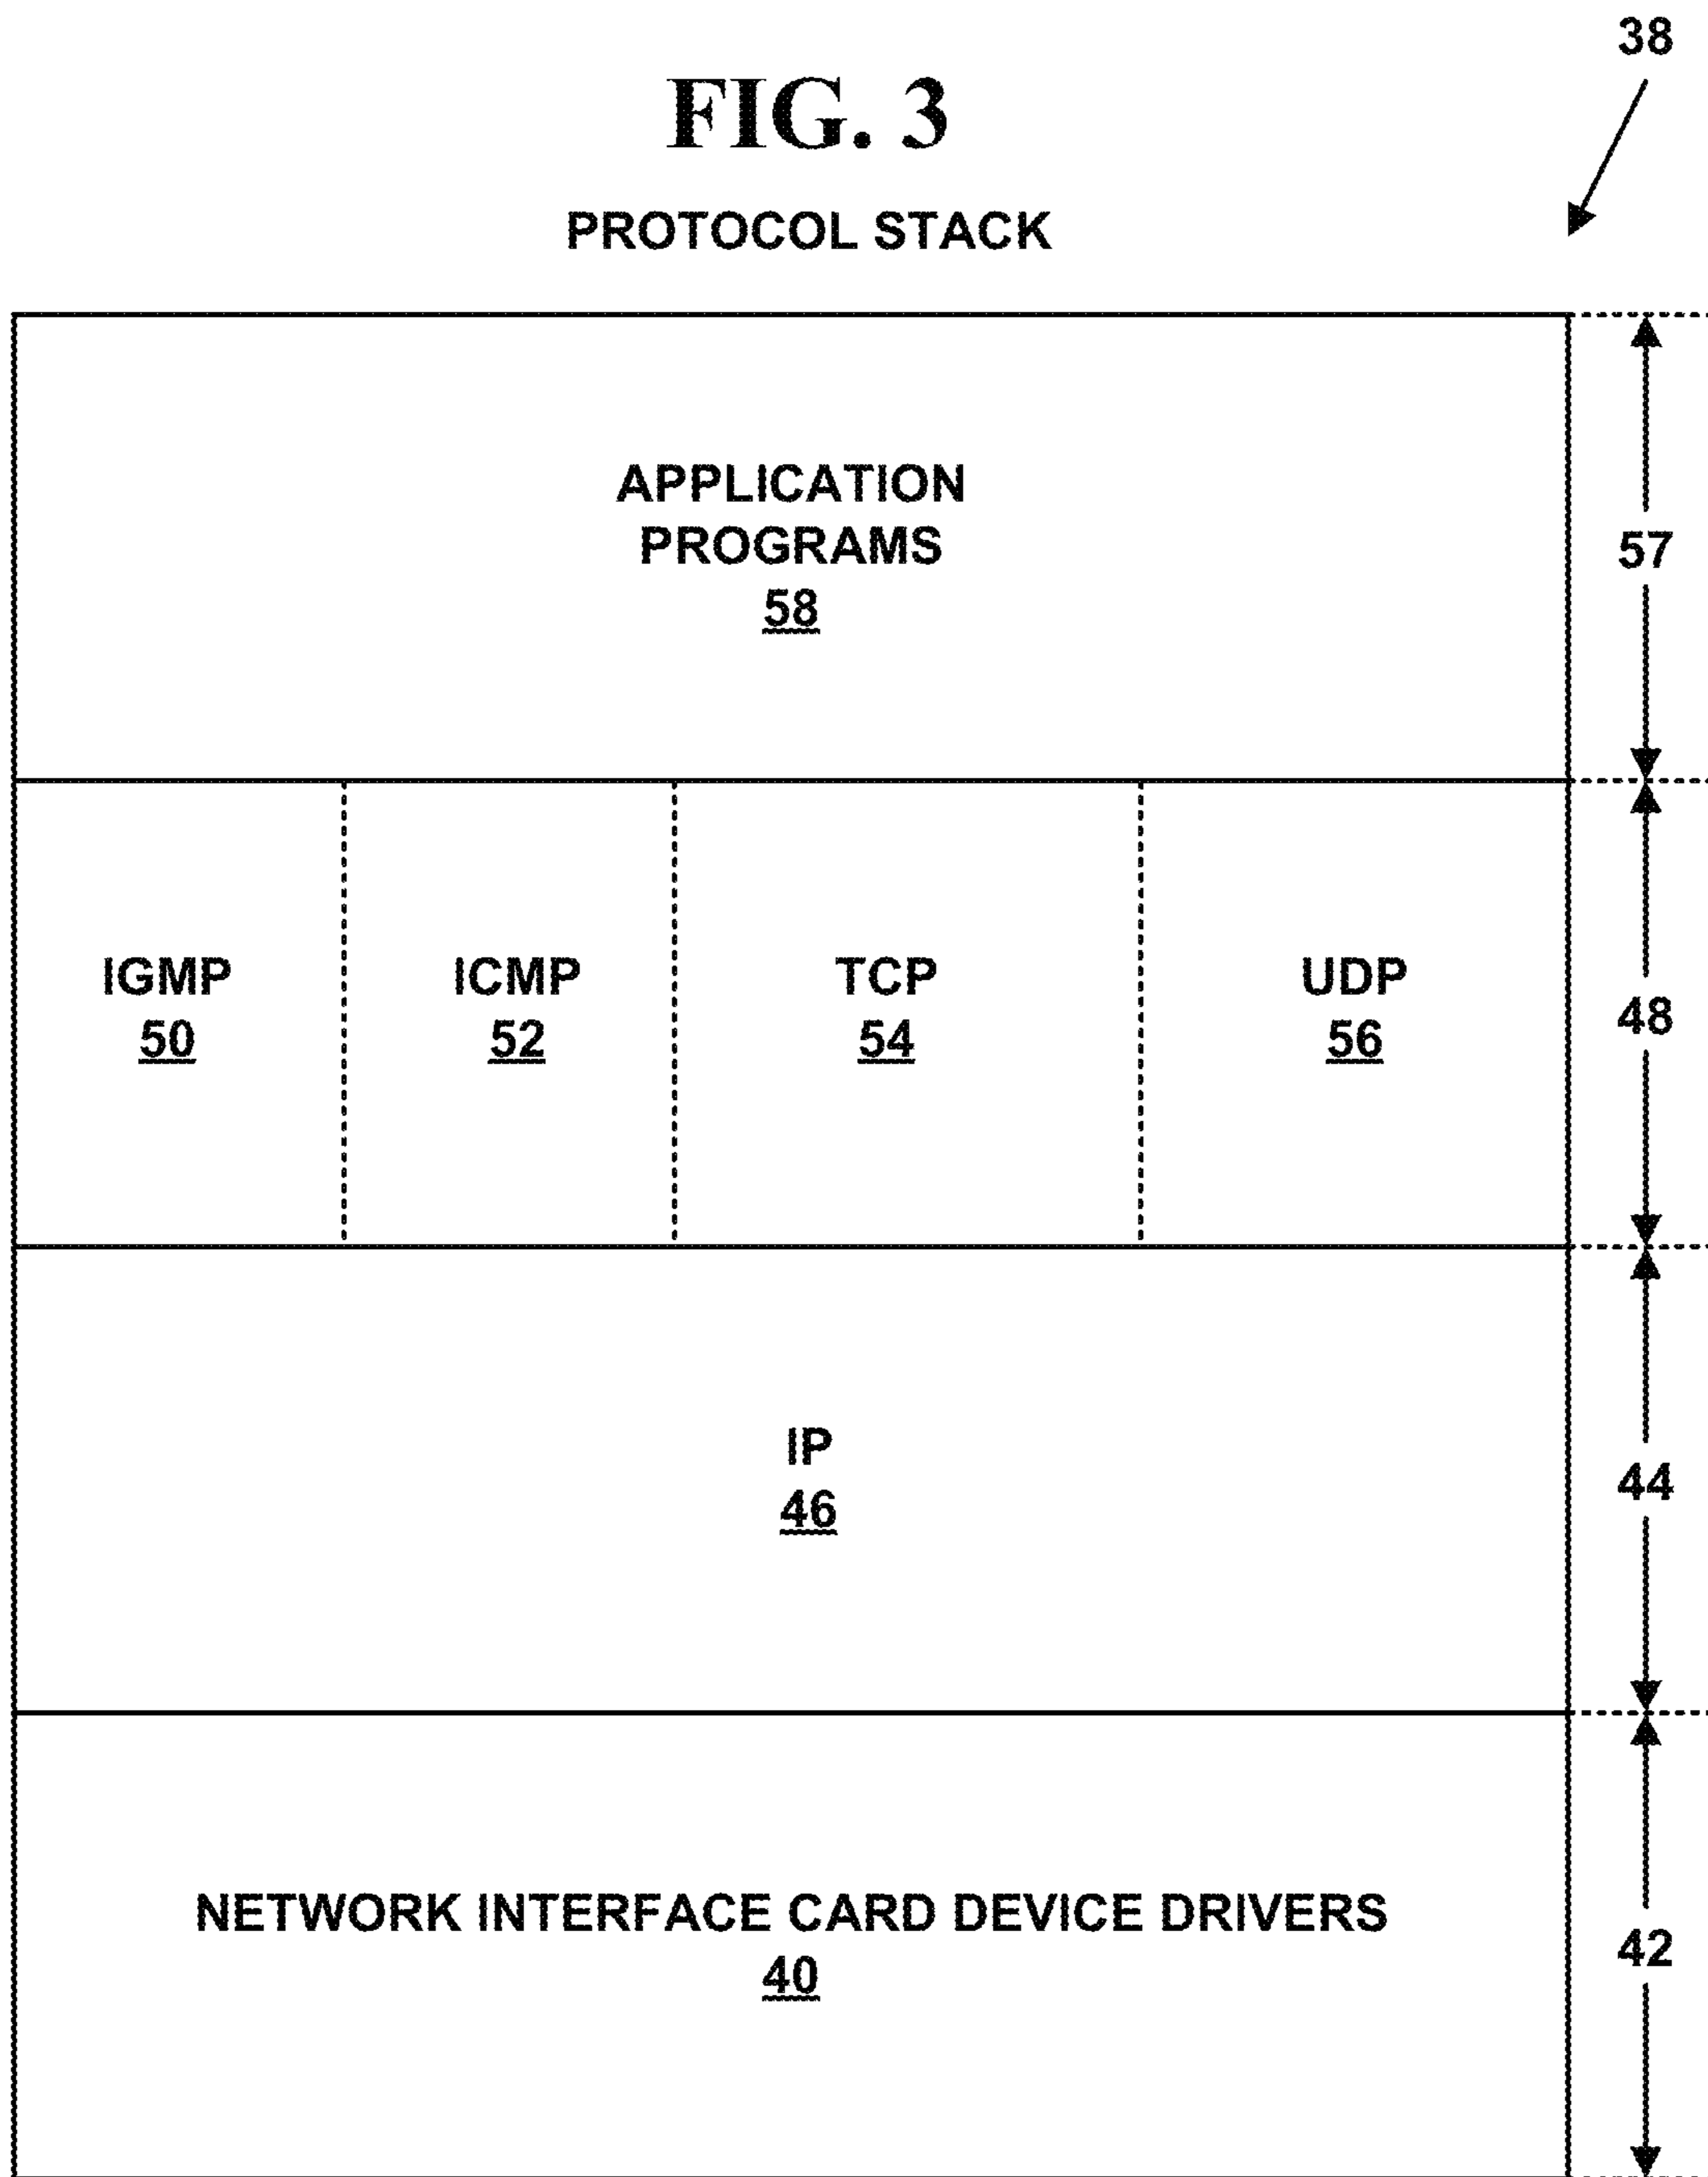 38
FIG. 3
PROTOCOL STACK
APPLICATION
PROGRAMS
58
57
IGMP
50
ICMP
52
TCP
54
UDP
56
48
IP
46
44
NETWORK INTERFACE CARD DEVICE DRIVERS
40
42